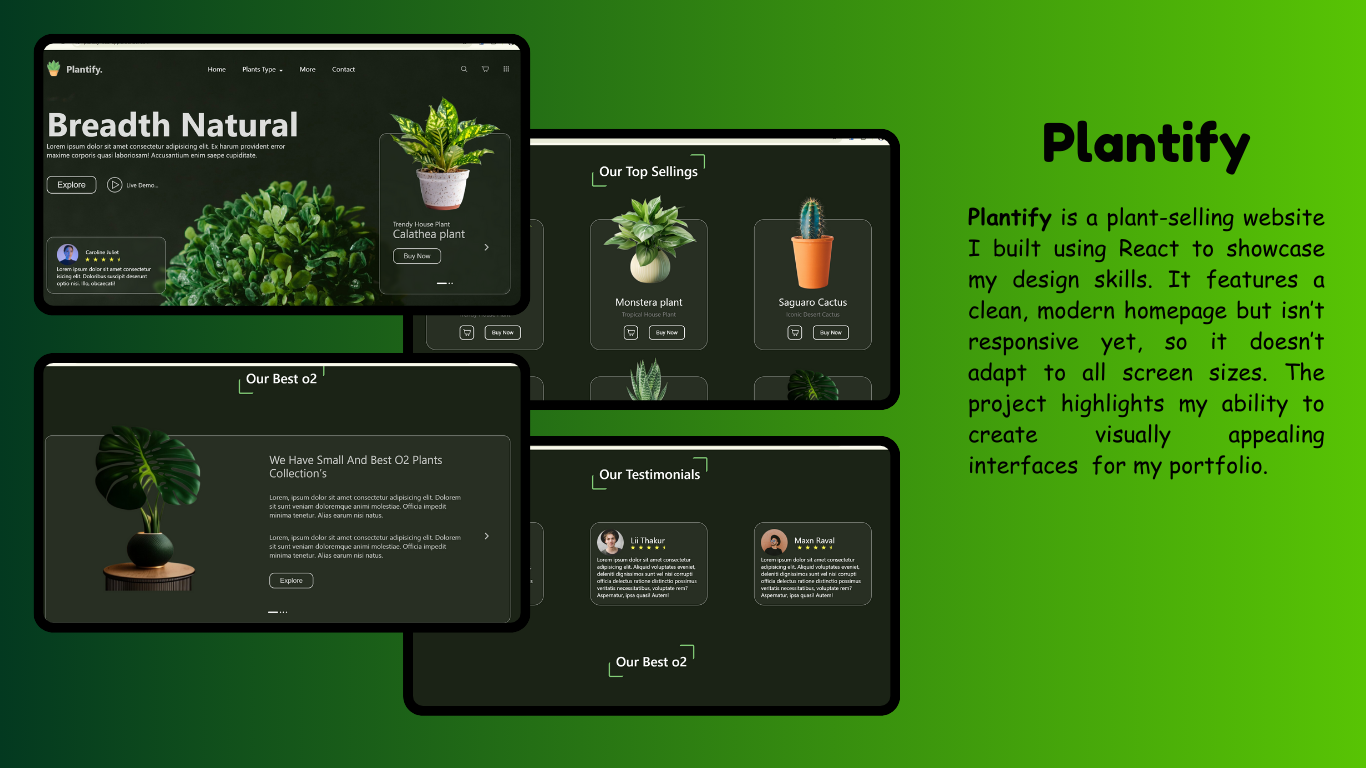 Plantify.
Home
Plants Type
More
Contact
Breadth Natural
Lorem ipsum dolor sit amet consectetur adipisicing elit. Ex harum provident error
maxime corporis quasi laboriosam! Accusantium enim saepe cupiditate.
Explore
Live Demo...
Caroline Juliet
Lorem ipsum dolor sit amet consectetur
isicing elit. Doloribus suscipit deserunt
optio nisi. Illa, obcaecati!
Trendy House Plant
Calathea plant
Buy Now
Our Top Sellings
Monstera plant
Tropical House Plant
Buy Now
Saguaro Cactus
Iconic Desert Cactus
Buy Now
Our Best o2
We Have Small And Best O2 Plants
Collection's
Lorem, ipsum dolor sit amet consectetur adipisicing elit. Officia impedit
sit sunt veniam doloremque animi molestiae. Officia impedit
minima tenetur. Alias earum nisi natus.
Lorem, ipsum dolor sit amet consectetur adipisicing elit. Dolorem
sit sunt veniam doloremque animi molestiae. Officia impedit
minima tenetur. Alias earum nisi natus.
Explore
Our Testimonials
Lii Thakur
Lorem ipsum dolor sit amet consectetur
adipisicing elit. Aliquid voluptates eveniet,
deleniti dignissimos sunt vel nisi corrupti
officia delectus ratione distinctio possimus
veritatis necessitatibus, voluptate rem?
Aspernatur, ipsa quasi! Autem!
Maxn Raval
Lorem ipsum dolor sit amet consectetur
adipisicing elit. Aliquid voluptates eveniet,
deleniti dignissimos sunt vel nisi corrupti
officia delectus ratione distinctio possimus
veritatis necessitatibus, voluptate rem?
Aspernatur, ipsa quasi! Autem!
Our Best o2
Plantify
Plantify is a plant-selling website
I built using React to showcase
my design skills. It features a
clean, modern homepage but isn't
responsive yet, so it doesn't
adapt to all screen sizes. The
project highlights my ability to
create visually appealing
interfaces for my portfolio.